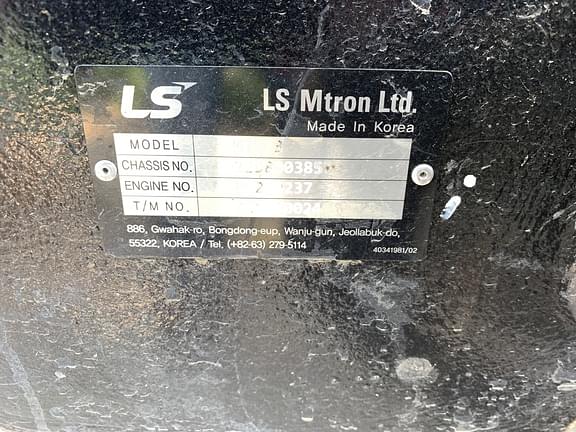 LS
LS Mtron Ltd.
Made In Korea
MODEL
CHASSIS NO.
ENGINE NO.
T/M NO.
886, Gwahak-ro, Bongdong-eup, Wanju-gun, Jeollabuk-do,
55322, KOREA / Tel. (+82-63) 279-5114
40341981/02